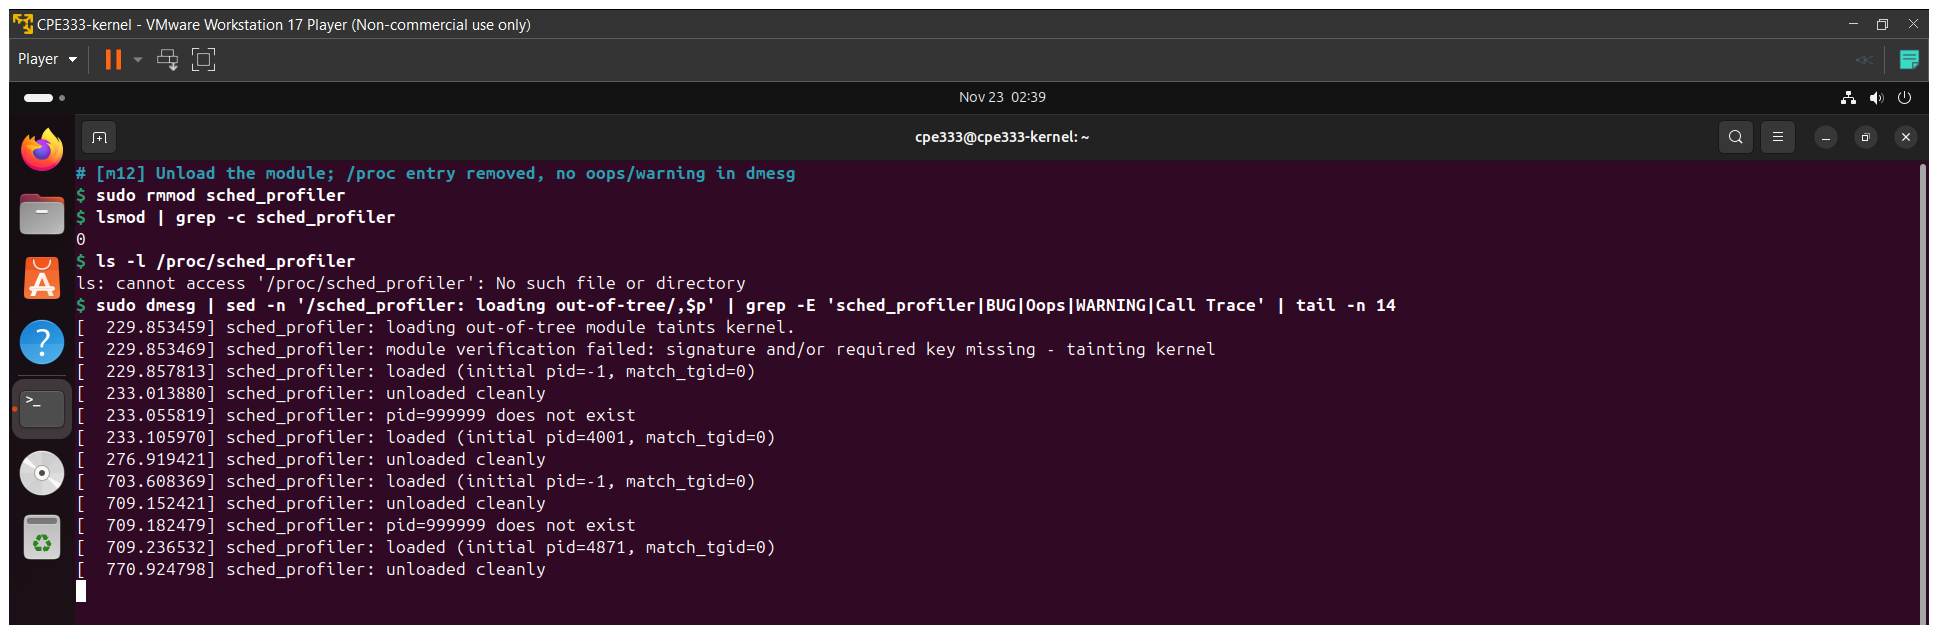 CPE333-kernel - VMware Workstation 17 Player (Non-commercial use only)
Player
Nov 23 02:39
cpe333@cpe333-kernel: ~
# [m12] Unload the module; /proc entry removed, no oops/warning in dmesg
$ sudo rmmod sched_profiler
$ lsmod | grep -c sched_profiler
0
$ ls -l /proc/sched_profiler
ls: cannot access '/proc/sched_profiler': No such file or directory
$ sudo dmesg | sed -n '/sched_profiler: loading out-of-tree/,$p' | grep -E 'sched_profiler|BUG|Oops|WARNING|Call Trace' | tail -n 14
[  229.853459] sched_profiler: loading out-of-tree module taints kernel.
[  229.853469] sched_profiler: module verification failed: signature and/or required key missing - tainting kernel
[  229.857813] sched_profiler: loaded (initial pid=-1, match_tgid=0)
[  233.013880] sched_profiler: unloaded cleanly
[  233.055819] sched_profiler: pid=999999 does not exist
[  233.105970] sched_profiler: loaded (initial pid=4001, match_tgid=0)
[  276.919421] sched_profiler: unloaded cleanly
[  703.608369] sched_profiler: loaded (initial pid=-1, match_tgid=0)
[  709.152421] sched_profiler: unloaded cleanly
[  709.182479] sched_profiler: pid=999999 does not exist
[  709.236532] sched_profiler: loaded (initial pid=4871, match_tgid=0)
[  770.924798] sched_profiler: unloaded cleanly